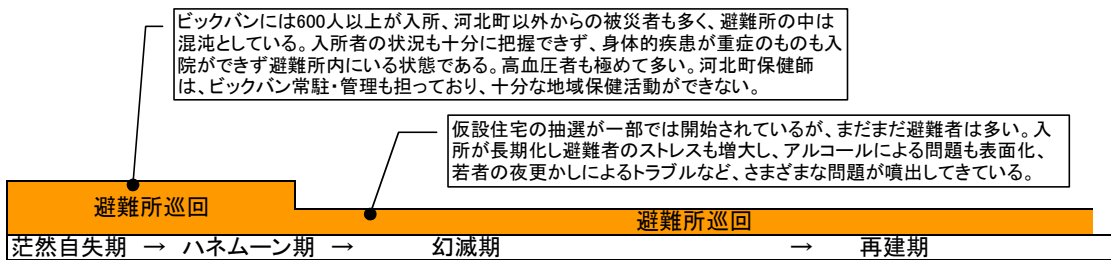 ビックバンには600人以上が入所、河北町以外からの被災者も多く、避難所の中は
混沌としている。入所者の状況も十分に把握できず、身体的疾患が重症のものも入
院ができず避難所内にいる状態である。高血圧者も極めて多い。河北町保健師
は、ビックバン常駐・管理も担っており、十分な地域保健活動ができない。
仮設住宅の抽選が一部では開始されているが、まだまだ避難者は多い。入
所が長期化し避難者のストレスも増大し、アルコールによる問題も表面化、
若者の夜更かしによるトラブルなど、さまざまな問題が噴出してきている。
避難所巡回
避難所巡回
茫然自失期 → ハネムーン期 → 幻滅期 → 再建期